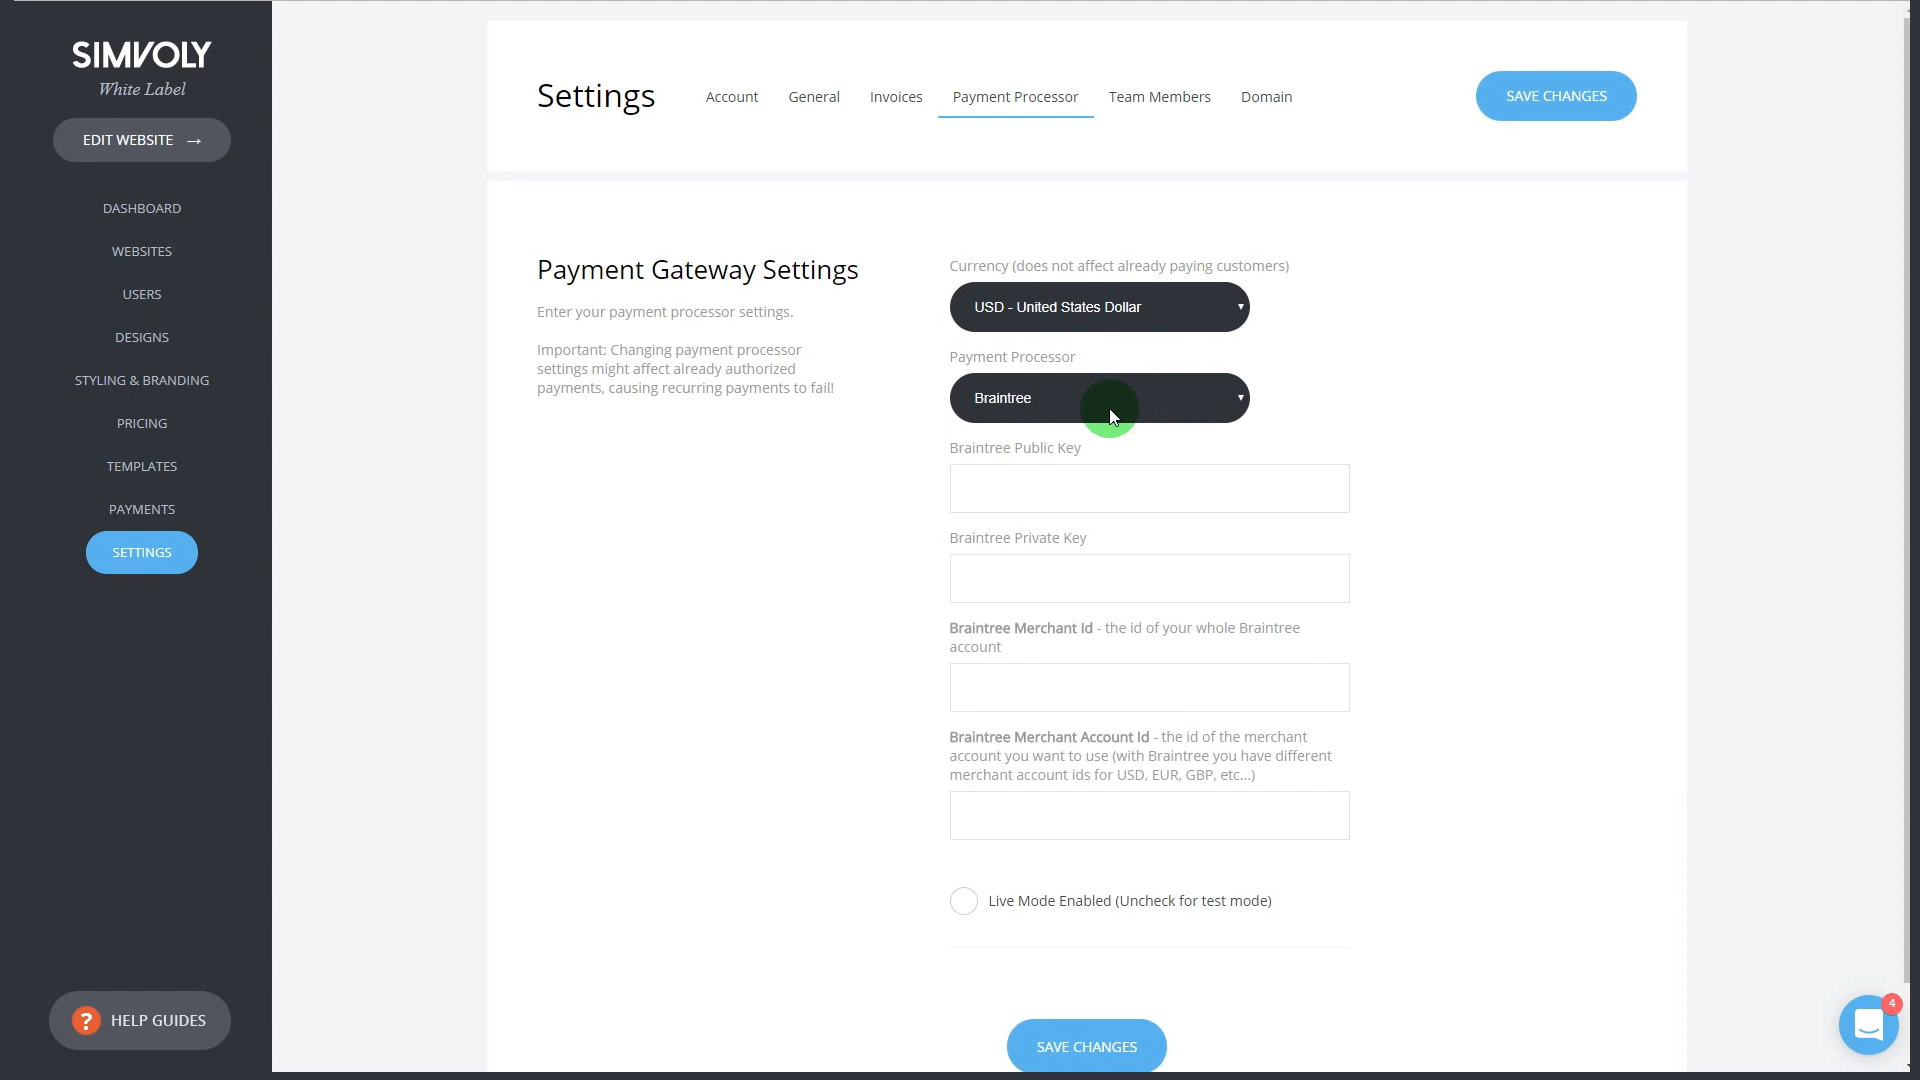 SIMVOLY
White Label
EDIT WEBSITE →
DASHBOARD
WEBSITES
USERS
DESIGNS
STYLING & BRANDING
PRICING
TEMPLATES
PAYMENTS
SETTINGS
? HELP GUIDES
Settings
Account
General
Invoices
Payment Processor
Team Members
Domain
SAVE CHANGES
Payment Gateway Settings
Enter your payment processor settings.
Important: Changing payment processor
settings might affect already authorized
payments, causing recurring payments to fail!
Currency (does not affect already paying customers)
USD - United States Dollar
Payment Processor
Braintree
Braintree Public Key
Braintree Private Key
Braintree Merchant Id - the id of your whole Braintree
account
Braintree Merchant Account Id - the id of the merchant
account you want to use (with Braintree you have different
merchant account ids for USD, EUR, GBP, etc...)
Live Mode Enabled (Uncheck for test mode)
SAVE CHANGES
4